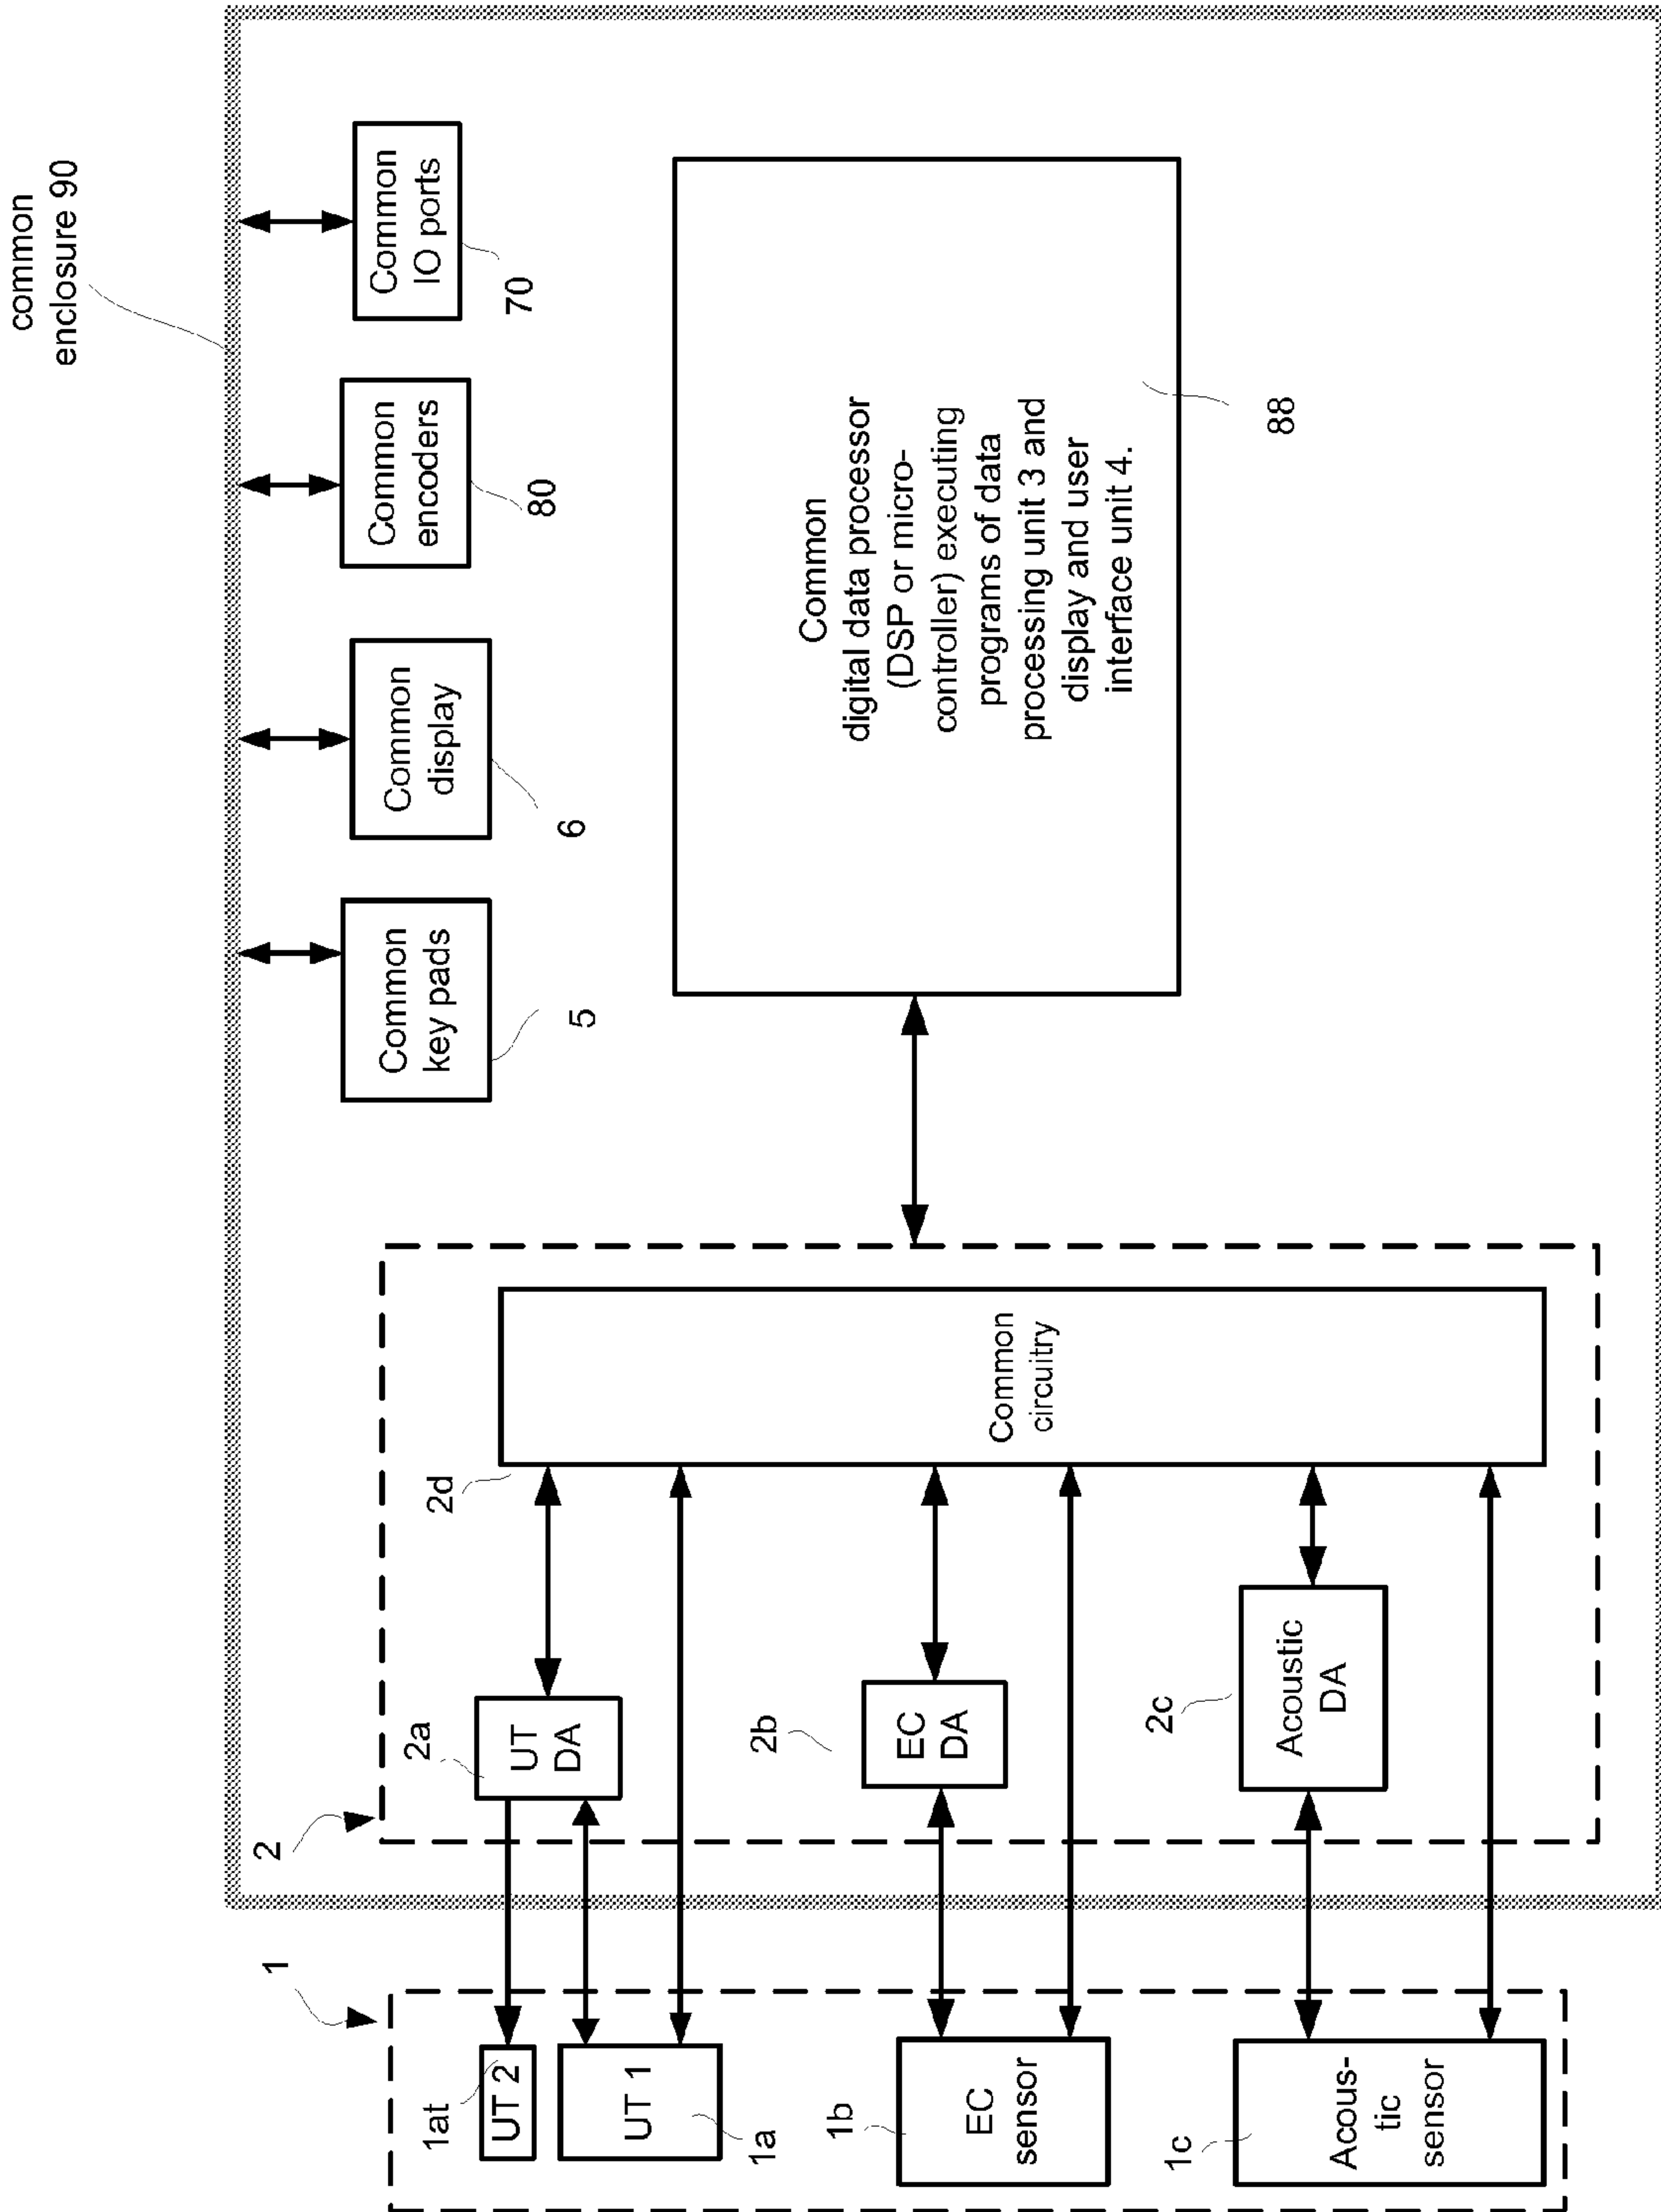 common
enclosure 90
1
2
1at
UT 2
UT 1
1a
1b
EC
sensor
1c
Acous-
tic
sensor
2a
UT
DA
2b
EC
DA
2c
Acoustic
DA
2d
Common
circuitry
Common
key pads
5
Common
display
6
Common
encoders
80
Common
IO ports
70
Common
digital data processor
(DSP or micro-
controller) executing
programs of data
processing unit 3 and
display and user
interface unit 4.
88